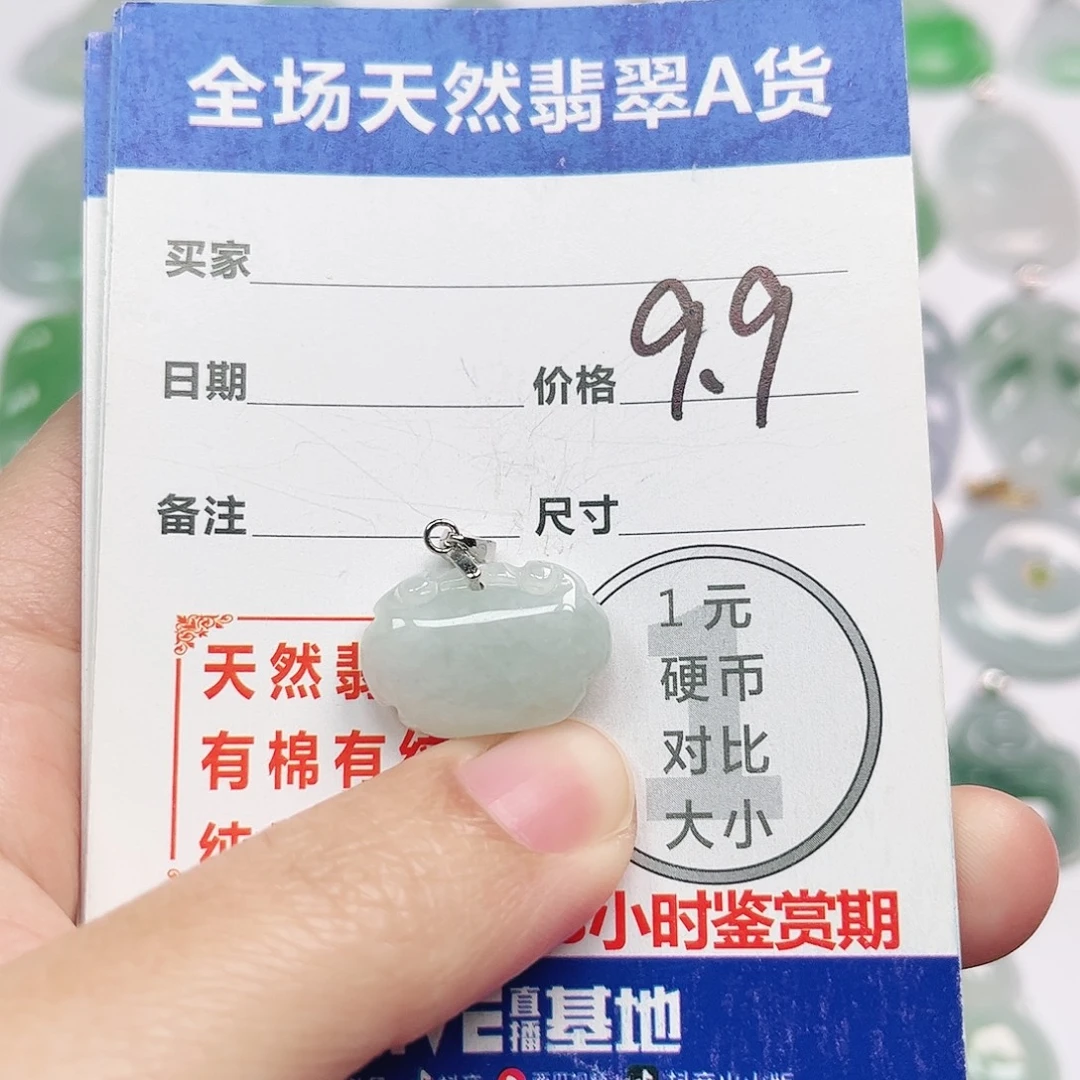 全场天然翡翠A货
买家
日期 价格 9.9
备注 尺寸
天然翡
有棉有
1元
硬币
对比
大小
小时鉴赏期
直播基地
抖音